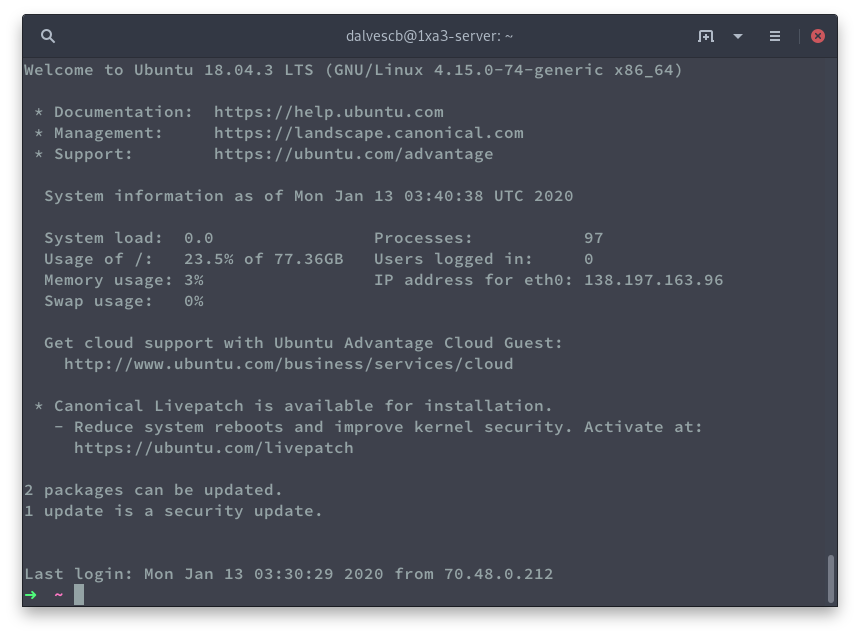 dalvescb@1xa3-server: ~
Welcome to Ubuntu 18.04.3 LTS (GNU/Linux 4.15.0-74-generic x86_64)
* Documentation:  https://help.ubuntu.com
* Management:     https://landscape.canonical.com
* Support:        https://ubuntu.com/advantage
System information as of Mon Jan 13 03:40:38 UTC 2020
System load:  0.0                Processes:           97
Usage of /:   23.5% of 77.36GB   Users logged in:     0
Memory usage: 3%                 IP address for eth0: 138.197.163.96
Swap usage:   0%
Get cloud support with Ubuntu Advantage Cloud Guest:
http://www.ubuntu.com/business/services/cloud
* Canonical Livepatch is available for installation.
- Reduce system reboots and improve kernel security. Activate at:
https://ubuntu.com/livepatch
2 packages can be updated.
1 update is a security update.
Last login: Mon Jan 13 03:30:29 2020 from 70.48.0.212
➜  ~